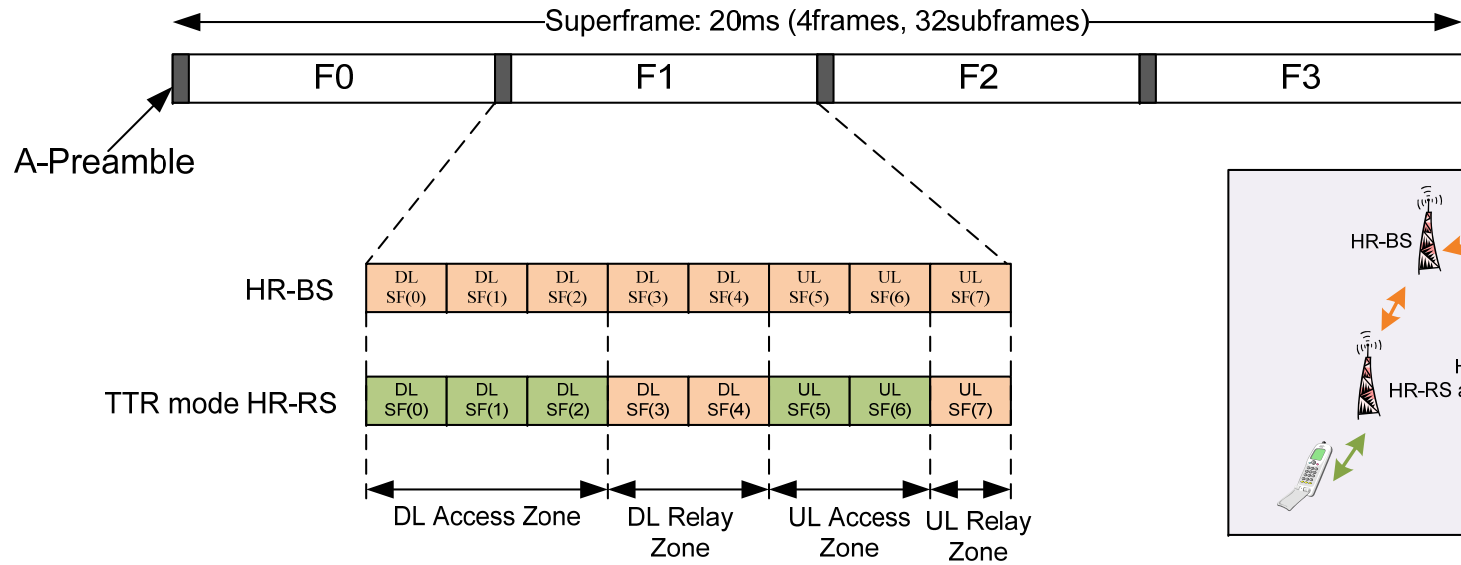 Superframe: 20ms (4frames, 32subframes)
F0 F1 F2 F3
A-Preamble
HR-BS
DL DL DL DL DL UL UL UL
SF(0) SF(1) SF(2) SF(3) SF(4) SF(5) SF(6) SF(7)
TTR mode HR-RS
DL DL DL DL DL UL UL UL
SF(0) SF(1) SF(2) SF(3) SF(4) SF(5) SF(6) SF(7)
DL Access Zone
DL Relay
Zone
UL Access
Zone
UL Relay
Zone
HR-BS
H
HR-RS a